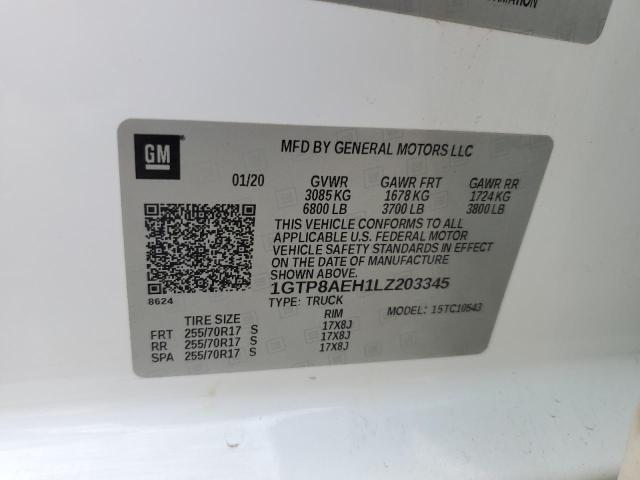 GM
MFD BY GENERAL MOTORS LLC
01/20 GVWR GAWR FRT GAWR RR
3085 KG 1678 KG 1724 KG
6800 LB 3700 LB 3800 LB
THIS VEHICLE CONFORMS TO ALL
APPLICABLE U.S. FEDERAL MOTOR
VEHICLE SAFETY STANDARDS IN EFFECT
ON THE DATE OF MANUFACTURE
SHOWN ABOVE.
1GTP8AEH1LZ203345
8624
TYPE: TRUCK MODEL: 15TC10543
TIRE SIZE RIM
FRT 255/70R17 S 17X8J
RR 255/70R17 S 17X8J
SPA 255/70R17 S 17X8J